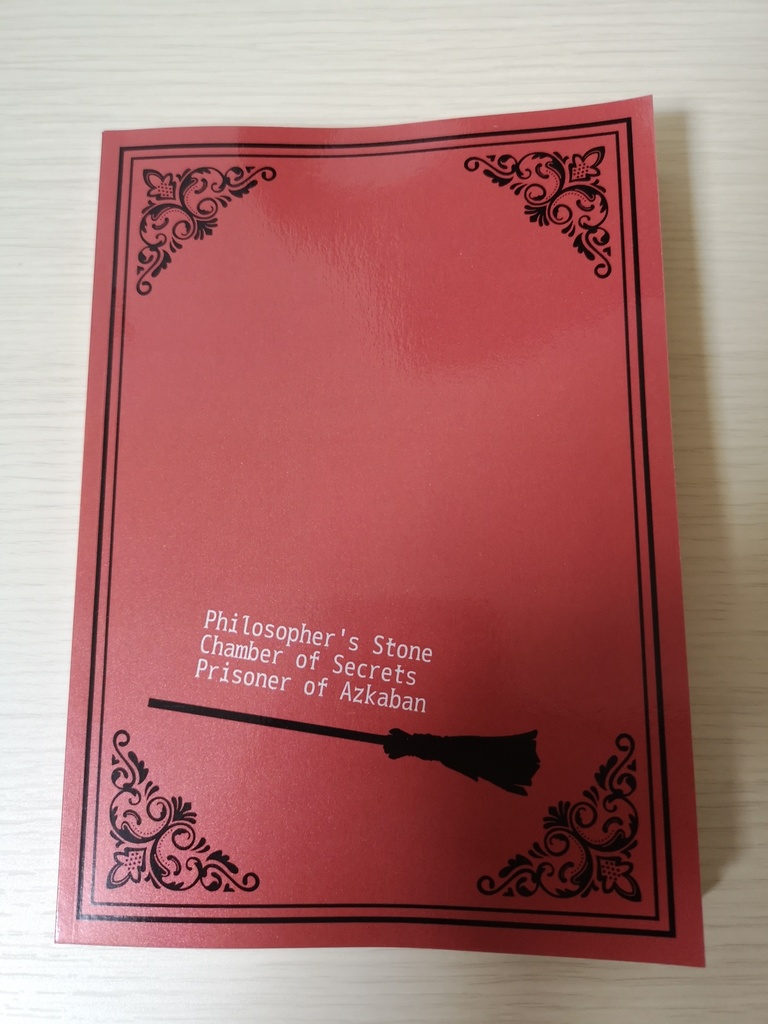 Philosopher's Stone
Chamber of Secrets
Prisoner of Azkaban